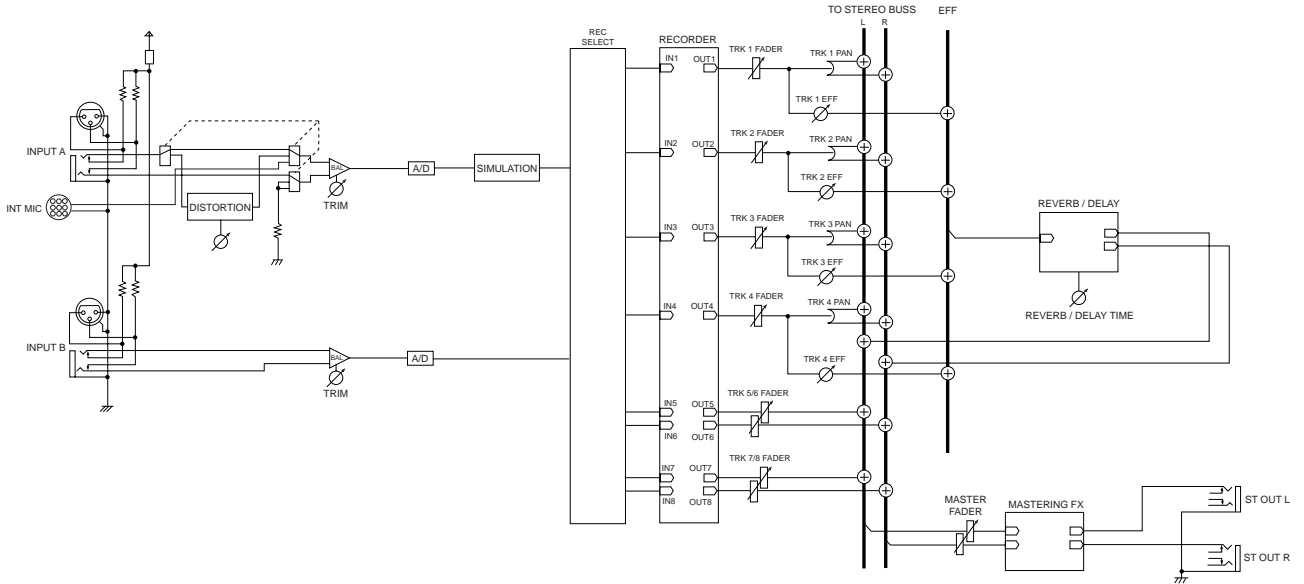 TO STEREO BUSS
EFF
L
R
REC
SELECT
RECORDER
TRK 1 FADER
TRK 1 PAN
IN1
OUT1
TRK 1 EFF
INPUT A
IN2
OUT2
TRK 2 FADER
TRK 2 PAN
BAL
A/D
SIMULATION
TRIM
TRK 2 EFF
INT MIC
DISTORTION
REVERB / DELAY
IN3
OUT3
TRK 3 FADER
TRK 3 PAN
TRK 3 EFF
IN4
OUT4
TRK 4 FADER
TRK 4 PAN
REVERB / DELAY TIME
INPUT B
BAL
A/D
TRIM
TRK 4 EFF
TRK 5/6 FADER
IN5
OUT5
IN6
OUT6
TRK 7/8 FADER
IN7
OUT7
IN8
OUT8
MASTER
FADER
MASTERING FX
ST OUT L
ST OUT R